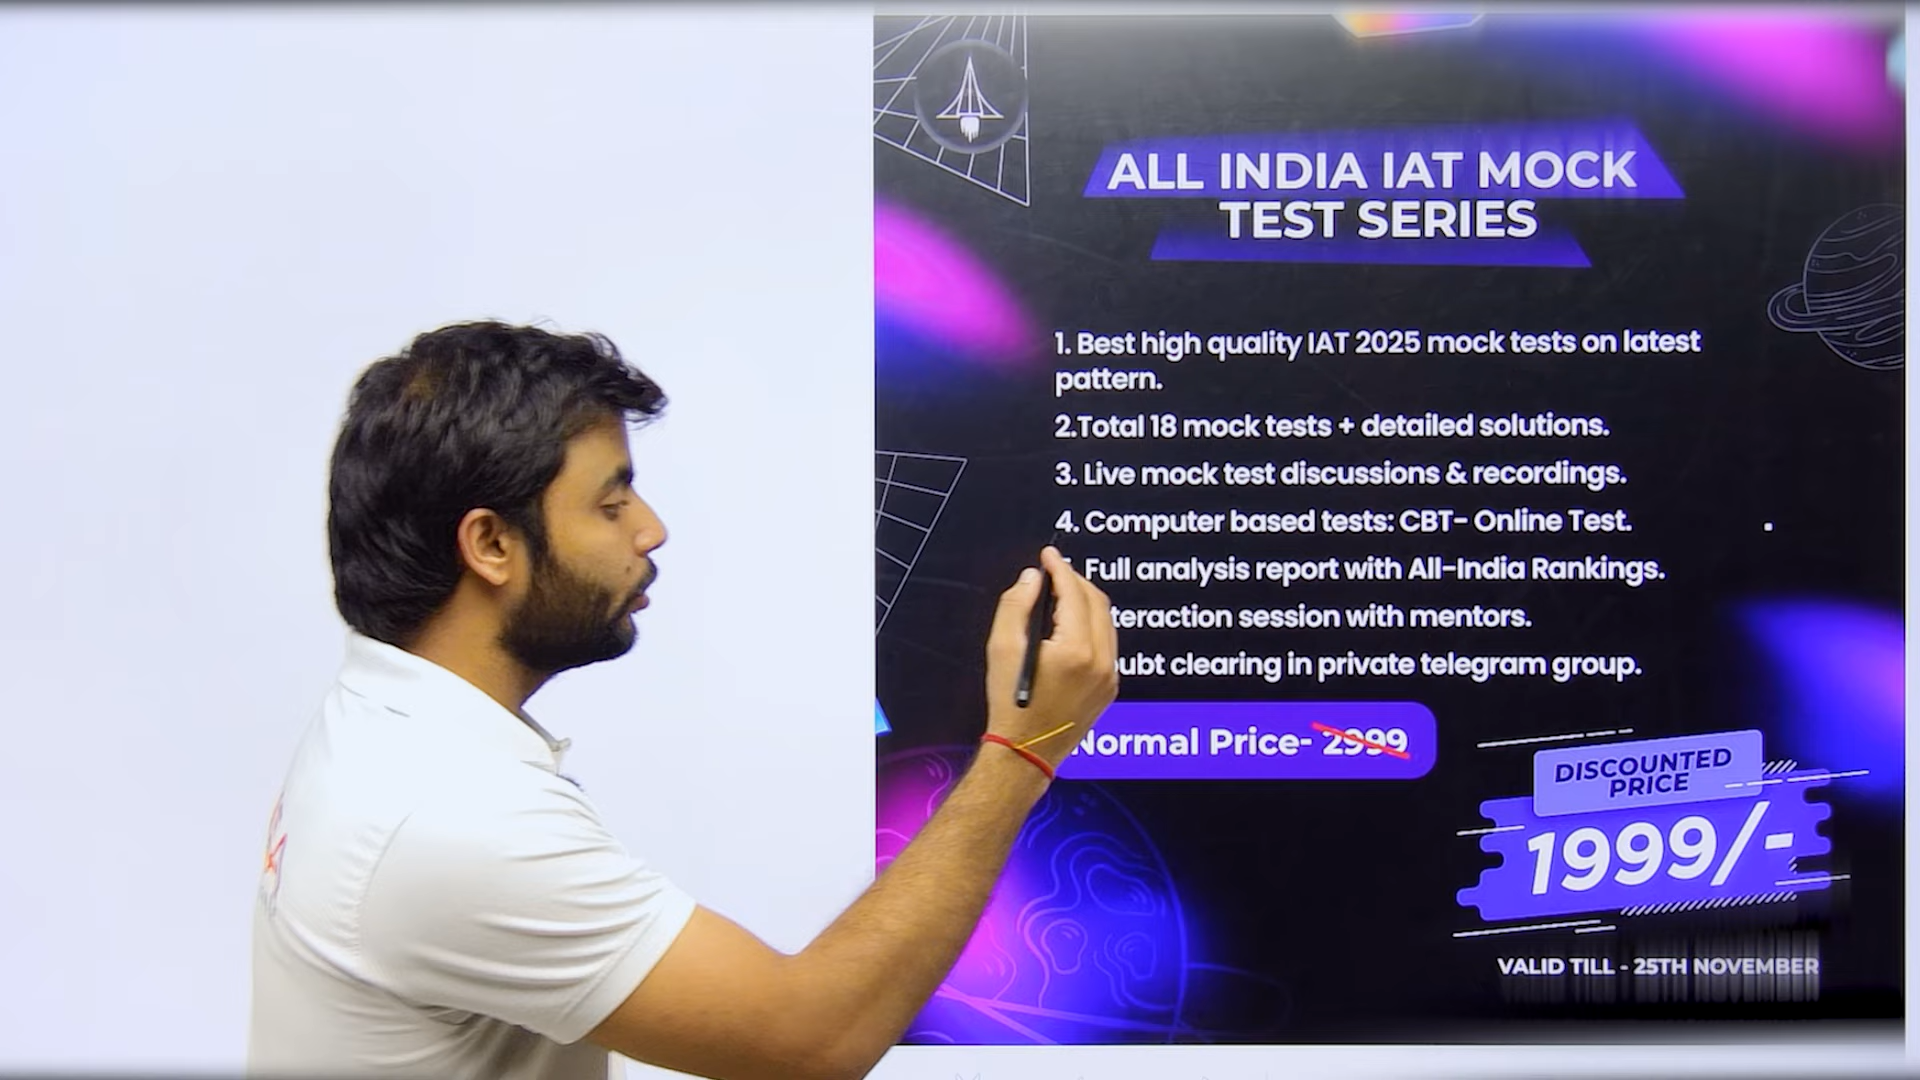 ALL INDIA IAT MOCK
TEST SERIES
1. Best high quality IAT 2025 mock tests on latest
pattern.
2.Total 18 mock tests + detailed solutions.
3. Live mock test discussions & recordings.
4. Computer based tests: CBT- Online Test.
Full analysis report with All-India Rankings.
session with mentors.
clearing in private telegram group.
Normal Price- 2999
DISCOUNTED
PRICE
1999/-
VALID TILL - 25TH NOVEMBER